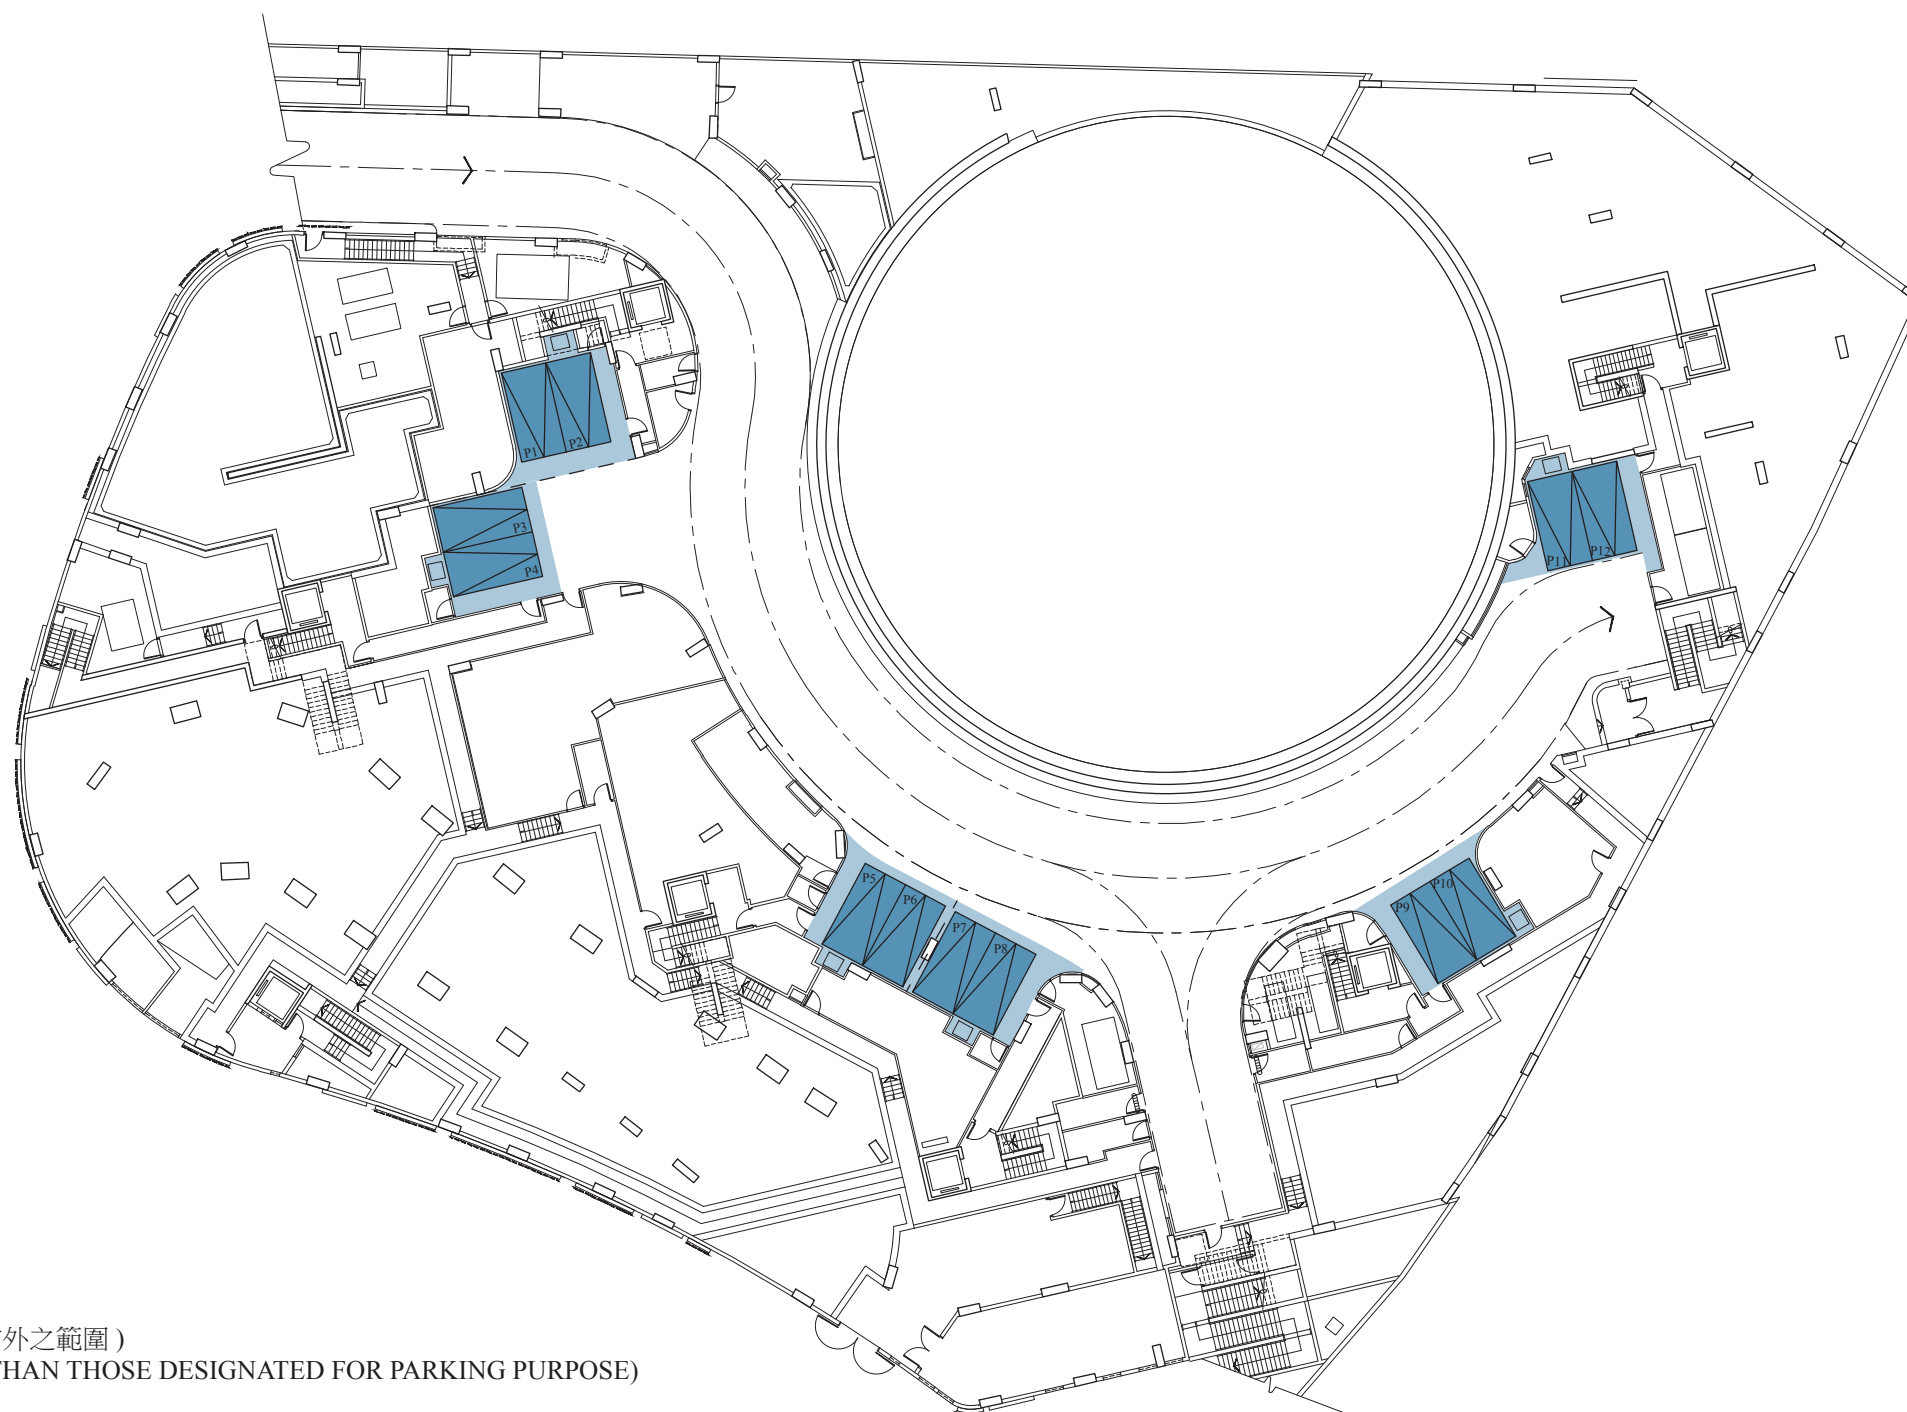 P1
P2
P3
P4
P5
P6
P7
P8
P9
P10
P11
P12
外之範圍 )
THAN THOSE DESIGNATED FOR PARKING PURPOSE)